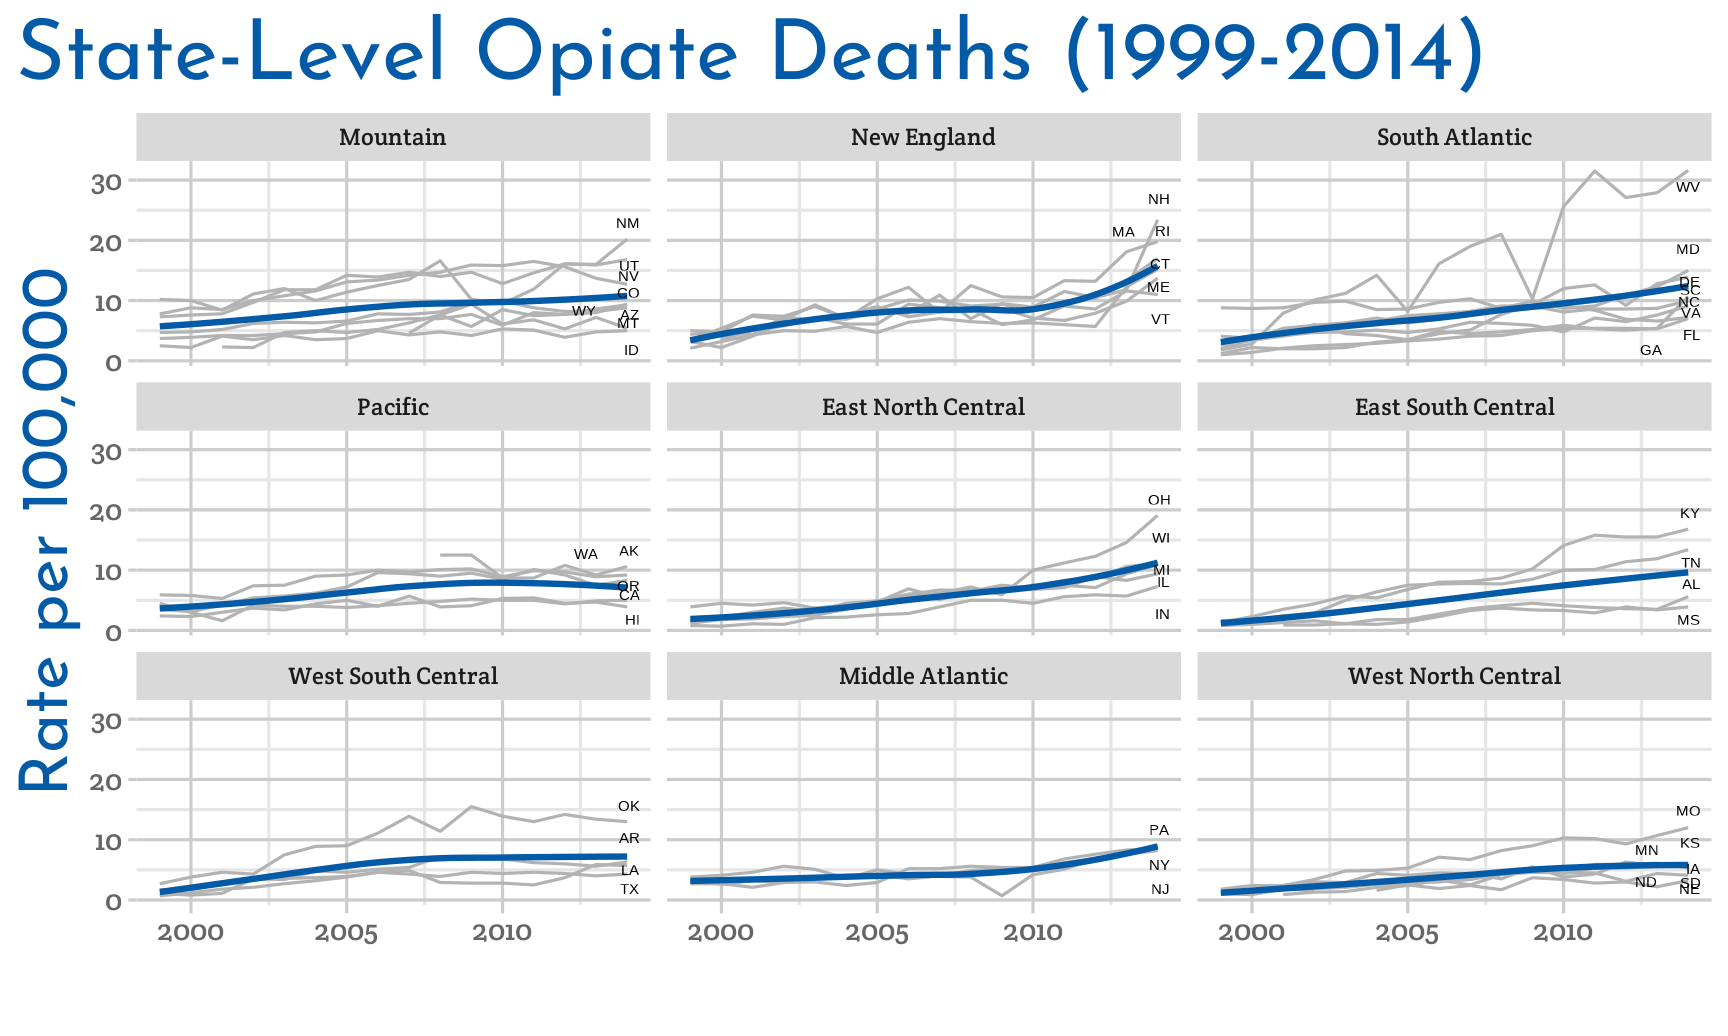 State-Level Opiate Deaths (1999-2014)
Rate per 100,000
Mountain
New England
South Atlantic
30
20
10
0
NM
UT
NV
CO
WY
AZ
MT
ID
NH
MA
RI
CT
ME
VT
WV
MD
DE
SC
NC
VA
FL
GA
Pacific
East North Central
East South Central
30
20
10
0
WA
AK
OR
CA
HI
OH
WI
MI
IL
IN
KY
TN
AL
MS
West South Central
Middle Atlantic
West North Central
30
20
10
0
OK
AR
LA
TX
PA
NY
NJ
MO
KS
MN
IA
ND
SD
NE
2000
2005
2010
2000
2005
2010
2000
2005
2010